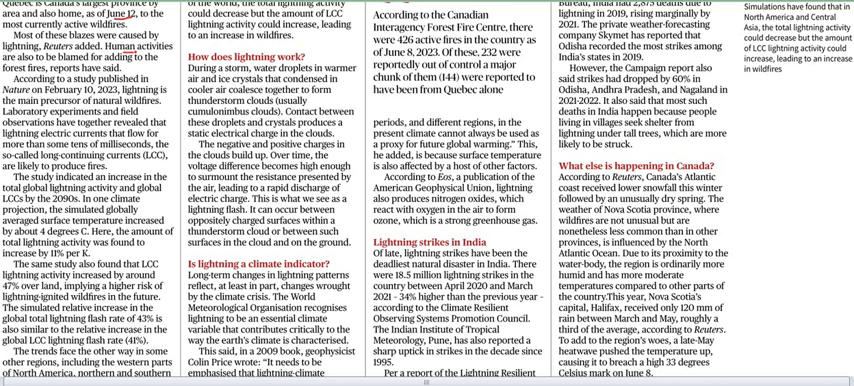 Quebec is Canada's largest province by
area and also home, as of June 12, to the
most currently active wildfires.
Most of these blazes were caused by
lightning, Reuters added. Human activities
are also to be blamed for adding to the
forest fires, reports have said.
According to a study published in
Nature on February 10, 2023, lightning is
the main precursor of natural wildfires.
Laboratory experiments and field
observations have together revealed that
lightning electric currents that flow for
more than some tens of milliseconds, the
so-called long-continuing currents (LCC),
are likely to produce fires.
The study indicated an increase in the
total global lightning activity and global
LCCs by the 2090s. In one climate
projection, the simulated globally
averaged surface temperature increased
by about 4 degrees C. Here, the amount of
total lightning activity was found to
increase by 11% per K.
The same study also found that LCC
lightning activity increased by around
47% over land, implying a higher risk of
lightning-ignited wildfires in the future.
The simulated relative increase in the
global total lightning flash rate of 43% is
also similar to the relative increase in the
global LCC lightning flash rate (41%).
The trends face the other way in some
other regions, including the western parts
of North America, northern and southern
of the world, the total lightning activity
could decrease but the amount of LCC
lightning activity could increase, leading
to an increase in wildfires.
How does lightning work?
During a storm, water droplets in warmer
air and ice crystals that condensed in
cooler air coalesce together to form
thunderstorm clouds (usually
cumulonimbus clouds). Contact between
these droplets and crystals produces a
static electrical charge in the clouds.
The negative and positive charges in
the clouds build up. Over time, the
voltage difference becomes high enough
to surmount the resistance presented by
the air, leading to a rapid discharge of
electric charge. This is what we see as a
lightning flash. It can occur between
oppositely charged surfaces within a
thundercloud or between such
surfaces in the cloud and on the ground.
Is lightning a climate indicator?
Long-term changes in lightning patterns
reflect, at least in part, changes wrought
by the climate crisis. The World
Meteorological Organisation recognises
lightning to be an essential climate
variable that contributes critically to the
way the earth's climate is characterised.
This said, in a 2009 book, geophysicist
Colin Price wrote: "It needs to be
emphasised that lightning-climate
According to the Canadian
Interagency Forest Fire Centre, there
were 426 active fires in the country as
of June 8, 2023. Of these, 232 were
reportedly out of control a major
chunk of them (144) were reported to
have been from Quebec alone
periods, and different regions, in the
present climate cannot always be used as
a proxy for future global warming." This,
he added, is because surface temperature
is also affected by a host of other factors.
According to Eos, a publication of the
American Geophysical Union, lightning
also produces nitrogen oxides, which
react with oxygen in the air to form
ozone, which is a strong greenhouse gas.
Lightning strikes in India
Of late, lightning strikes have been the
deadliest natural disaster in India. There
were 18.5 million lightning strikes in the
country between April 2020 and March
2021 – 34% higher than the previous year –
according to the Climate Resilient
Observing Systems Promotion Council.
The Indian Institute of Tropical
Meteorology, Pune, has also reported a
sharp uptick in strikes in the decade since
1995.
Per a report of the Lightning Resilient
Bureau, India had 2,875 deaths due to
lightning in 2019, rising marginally by
2021. The private weather-forecasting
company Skymet has reported that
Odisha recorded the most strikes among
India's states in 2019.
However, the Campaign report also
said strikes had dropped by 60% in
Odisha, Andhra Pradesh, and Nagaland in
2021-2022. It also said that most such
deaths in India happen because people
living in villages seek shelter from
lightning under tall trees, which are more
likely to be struck.
What else is happening in Canada?
According to Reuters, Canada's Atlantic
coast received lower snowfall this winter
followed by an unusually dry spring. The
weather of Nova Scotia province, where
wildfires are not unusual but are
nonetheless less common than in other
provinces, is influenced by the North
Atlantic Ocean. Due to its proximity to the
water-body, the region is ordinarily more
humid and has more moderate
temperatures compared to other parts of
the country.This year, Nova Scotia's
capital, Halifax, received only 120 mm of
rain between March and May, roughly a
third of the average, according to Reuters.
To add to the region's woes, a late-May
heatwave pushed the temperature up,
causing it to breach a high 33 degrees
Celsius mark on June 8.
Simulations have found that in
North America and Central
Asia, the total lightning activity
could decrease but the amount
of LCC lightning activity could
increase, leading to an increase
in wildfires